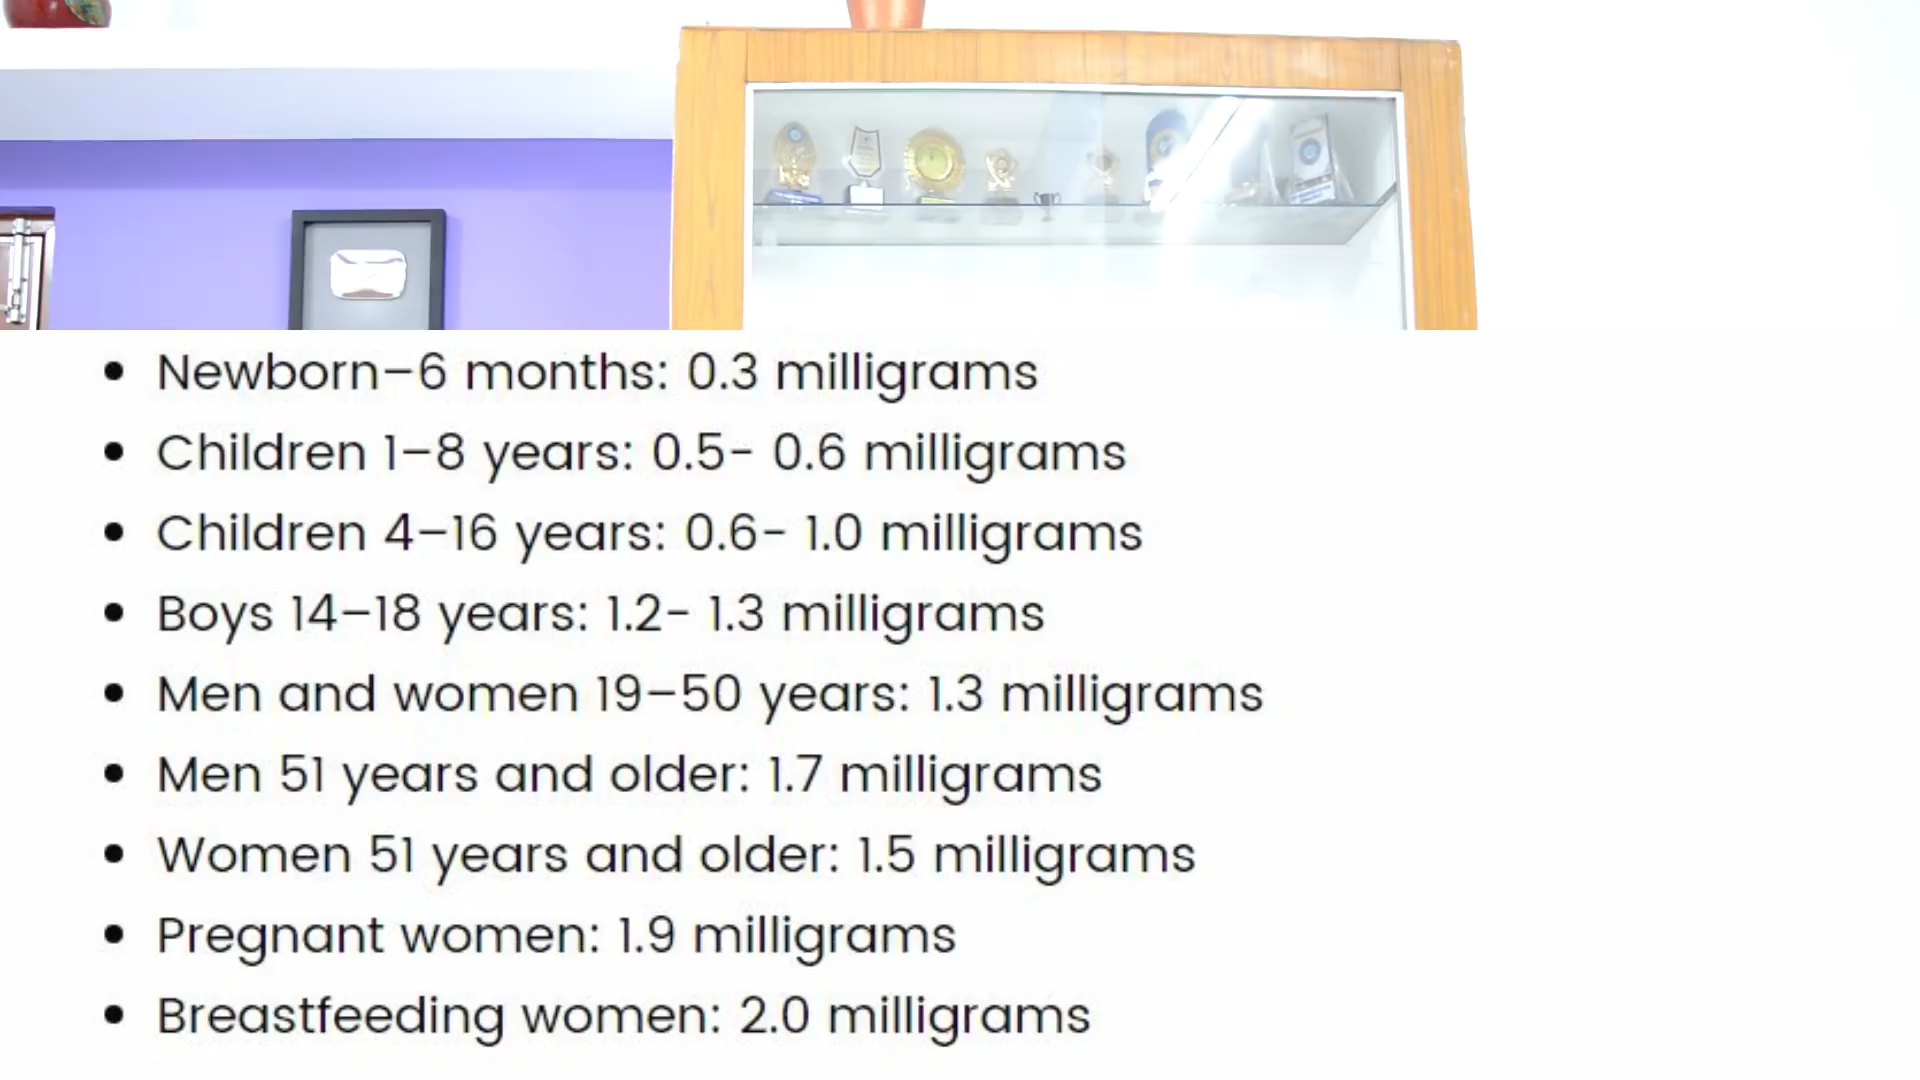 • Newborn–6 months: 0.3 milligrams
• Children 1–8 years: 0.5- 0.6 milligrams
• Children 4–16 years: 0.6- 1.0 milligrams
• Boys 14–18 years: 1.2- 1.3 milligrams
• Men and women 19–50 years: 1.3 milligrams
• Men 51 years and older: 1.7 milligrams
• Women 51 years and older: 1.5 milligrams
• Pregnant women: 1.9 milligrams
• Breastfeeding women: 2.0 milligrams